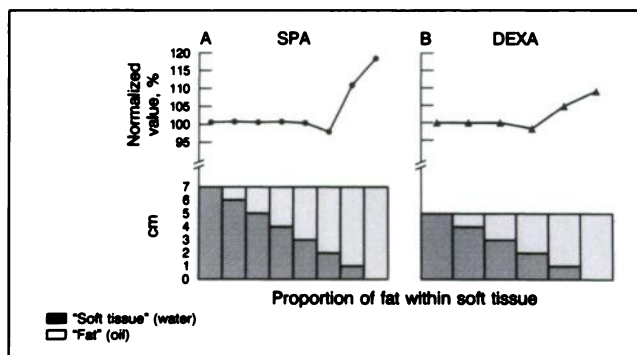 A SPA
B DEXA
Normalized
value, %
120
115
110
105
100
95
cm
7
6
5
4
3
2
1
0
Proportion of fat within soft tissue
"Soft tissue" (water)
"Fat" (oil)